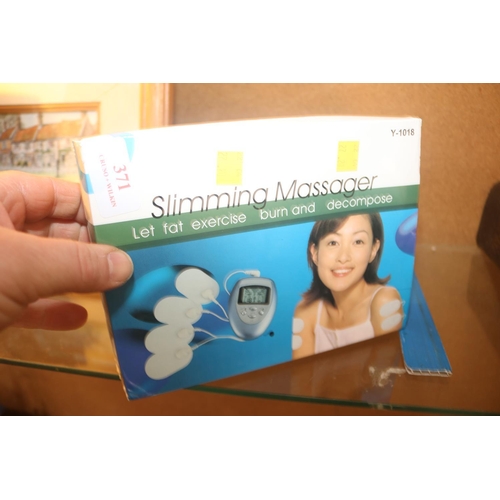 Y-1018
371
Slimming Massager
Let fat exercise burn and decompose